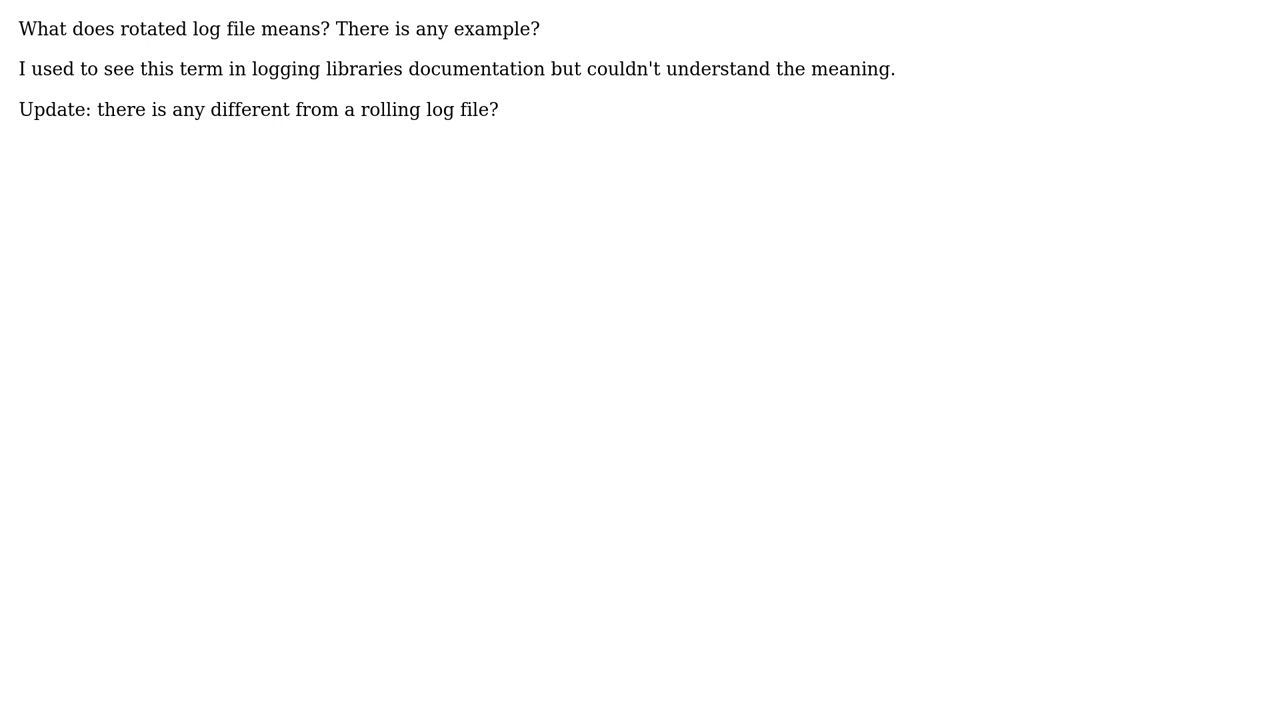 What does rotated log file means? There is any example?
I used to see this term in logging libraries documentation but couldn't understand the meaning.
Update: there is any different from a rolling log file?